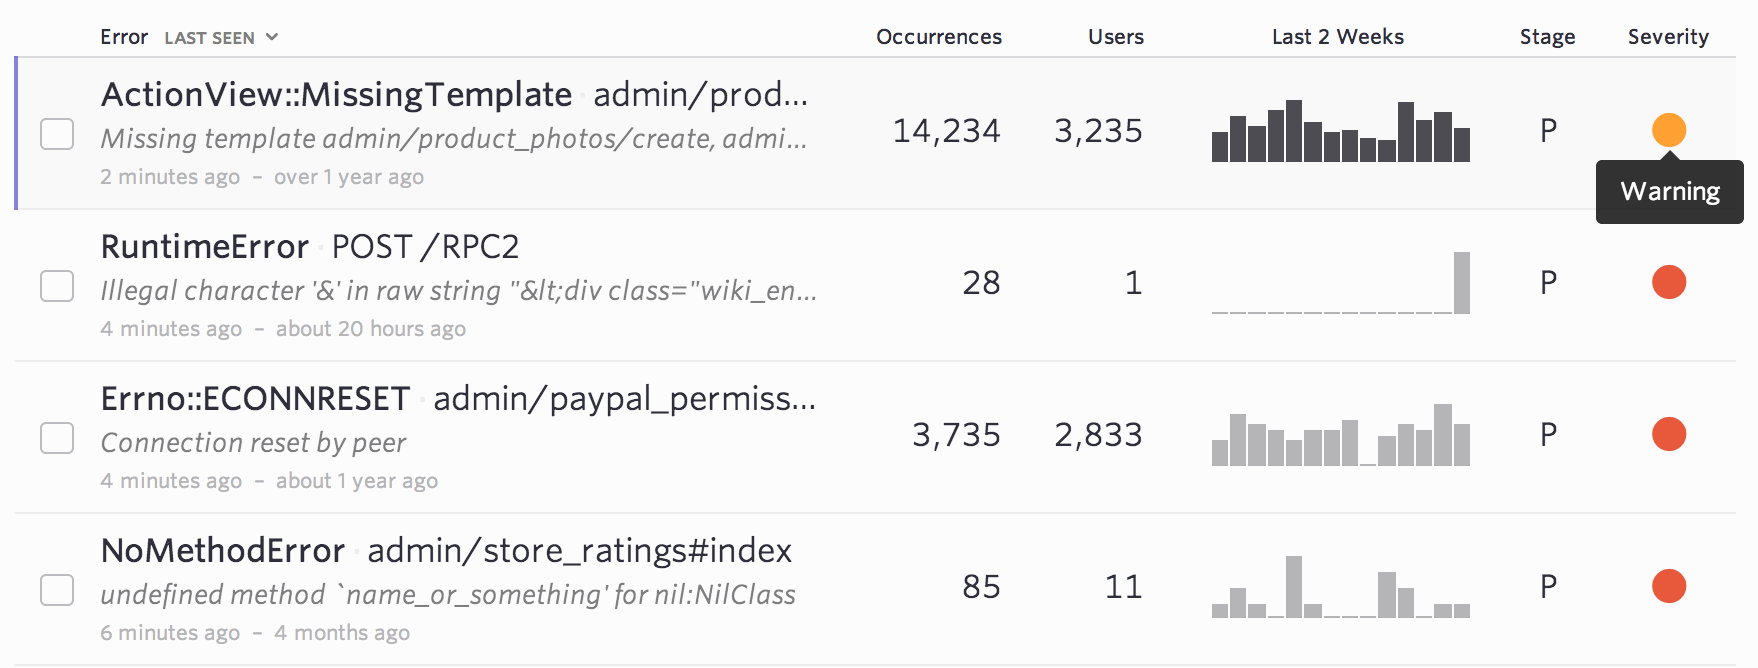 Error LAST SEEN Occurrences Users Last 2 Weeks Stage Severity
ActionView::MissingTemplate · admin/prod...
Missing template admin/product_photos/create, admi...
2 minutes ago – over 1 year ago
14,234 3,235 P
Warning
RuntimeError · POST /RPC2
Illegal character '&' in raw string "&lt;div class="wiki_en...
4 minutes ago – about 20 hours ago
28 1 P
Errno::ECONNRESET · admin/paypal_permiss...
Connection reset by peer
4 minutes ago – about 1 year ago
3,735 2,833 P
NoMethodError · admin/store_ratings#index
undefined method `name_or_something' for nil:NilClass
6 minutes ago – 4 months ago
85 11 P